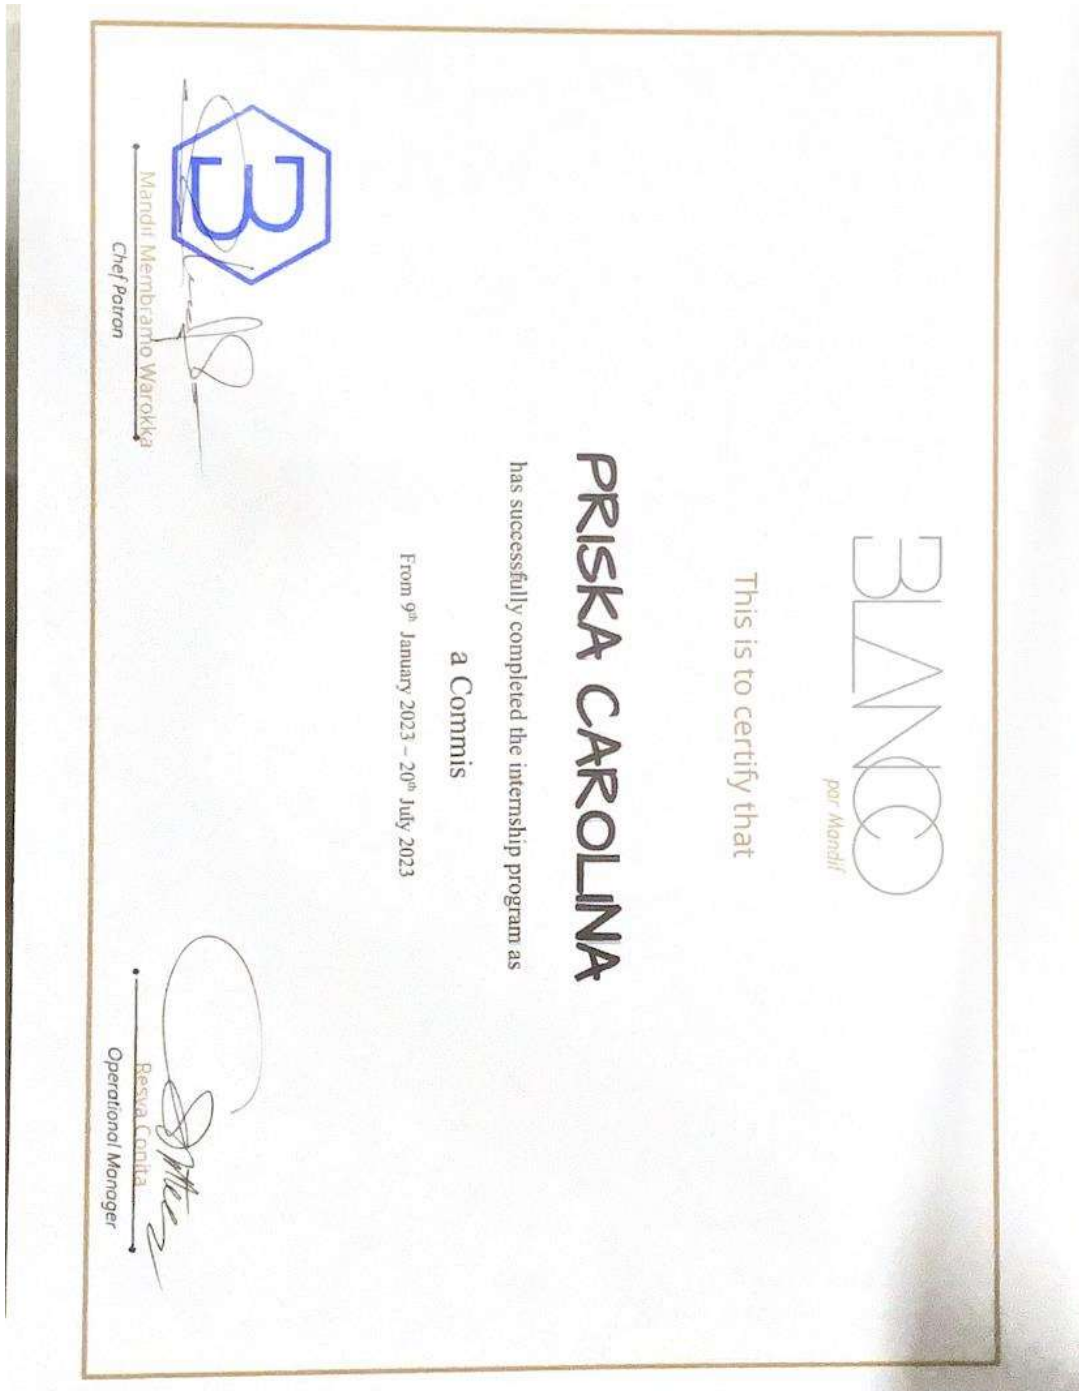 BLANCO
par Mandif
This is to certify that
PRISKA CAROLINA
has successfully completed the internship program as
a Commis
From 9th January 2023 – 20th July 2023
B
Mandif Membramo Warokka
Chef Patron
Resya Conita
Operational Manager